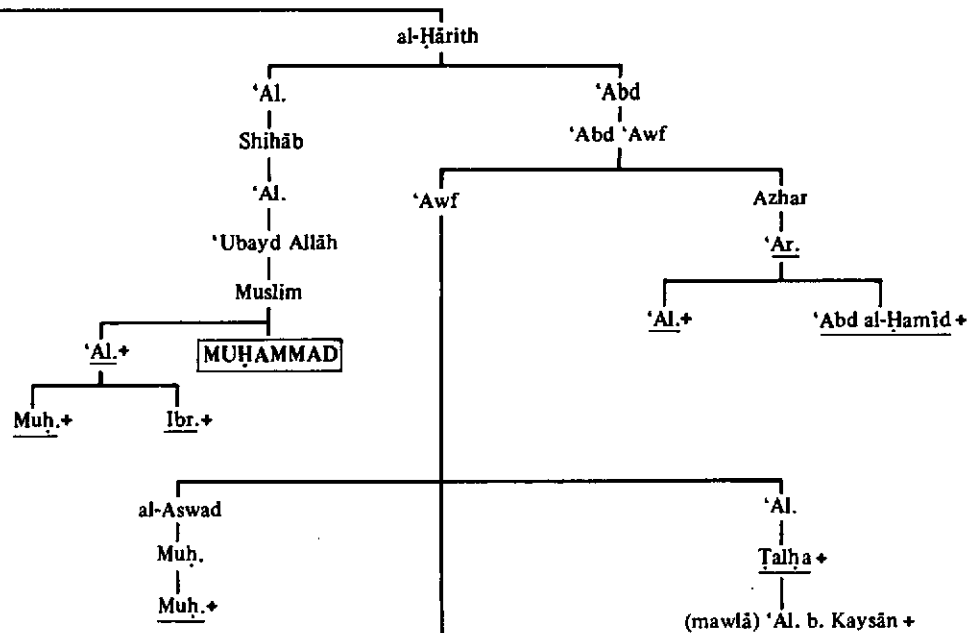 al-Ḥārith
ʻAl. ʻAbd
Shihāb ʻAbd ʻAwf
ʻAl. ʻAwf Azhar
ʻUbayd Allāh ʻAr.
Muslim
ʻAl.+ MUḤAMMAD ʻAl.+ ʻAbd al-Ḥamīd +
Muḥ.+ Ibr.+
al-Aswad ʻAl.
Muḥ. Ṭalḥa +
Muḥ.+ (mawlā) ʻAl. b. Kaysān +